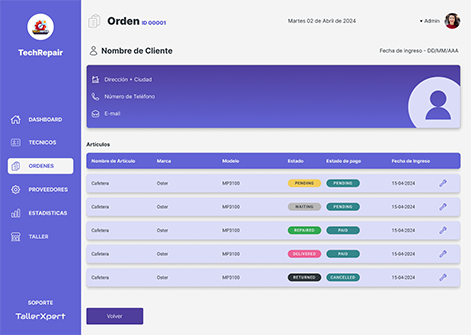 TechRepair
DASHBOARD
TECNICOS
ORDENES
PROVEEDORES
ESTADISTICAS
TALLER
SOPORTE
TallerXpert
Orden ID 00001
Martes 02 de Abril de 2024
Admin
Nombre de Cliente
Fecha de Ingreso - DD/MM/AAA
Dirección + Ciudad
Número de Teléfono
E-mail
Artículos
Nombre de Artículo Marca Modelo Estado Estado de pago Fecha de Ingreso
Cafetera Oster MP3100 PENDING PENDING 15-04-2024
Cafetera Oster MP3100 WAITING PENDING 15-04-2024
Cafetera Oster MP3100 REPAIRED PAID 15-04-2024
Cafetera Oster MP3100 DELIVERED PAID 15-04-2024
Cafetera Oster MP3100 RETURNED CANCELLED 15-04-2024
Volver